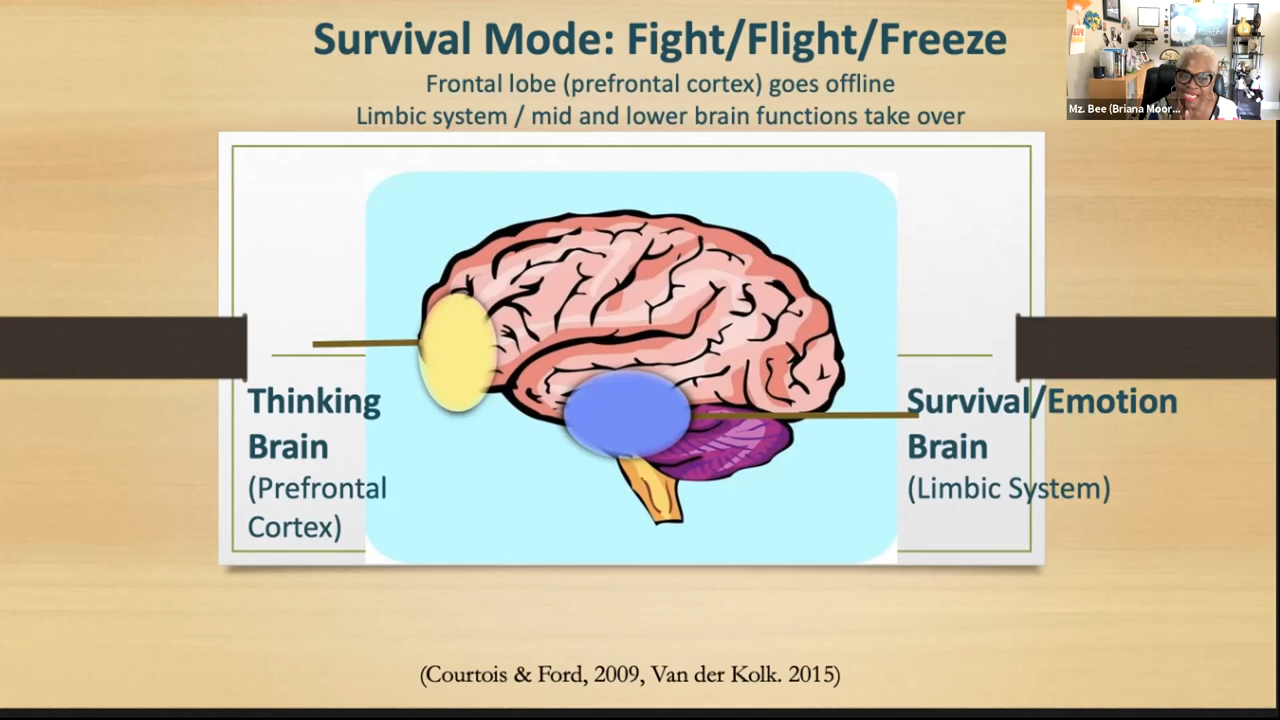 Survival Mode: Fight/Flight/Freeze
Frontal lobe (prefrontal cortex) goes offline
Limbic system / mid and lower brain functions take over
Mz. Bee (Briana Moor...
Thinking
Brain
(Prefrontal
Cortex)
Survival/Emotion
Brain
(Limbic System)
(Courtois & Ford, 2009, Van der Kolk. 2015)